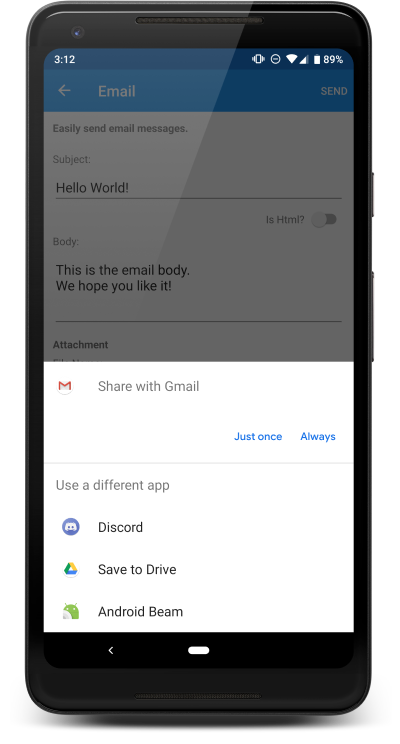 3:12
89%
Email
SEND
Easily send email messages.
Subject:
Hello World!
Is Html?
Body:
This is the email body.
We hope you like it!
Attachment
Share with Gmail
Just once
Always
Use a different app
Discord
Save to Drive
Android Beam